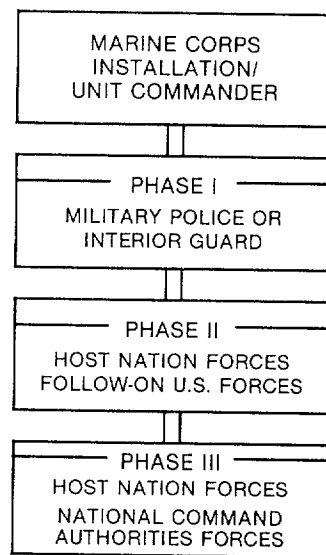 MARINE CORPS
INSTALLATION/
UNIT COMMANDER
PHASE I
MILITARY POLICE OR
INTERIOR GUARD
PHASE II
HOST NATION FORCES
FOLLOW-ON U.S. FORCES
PHASE III
HOST NATION FORCES
NATIONAL COMMAND
AUTHORITIES FORCES